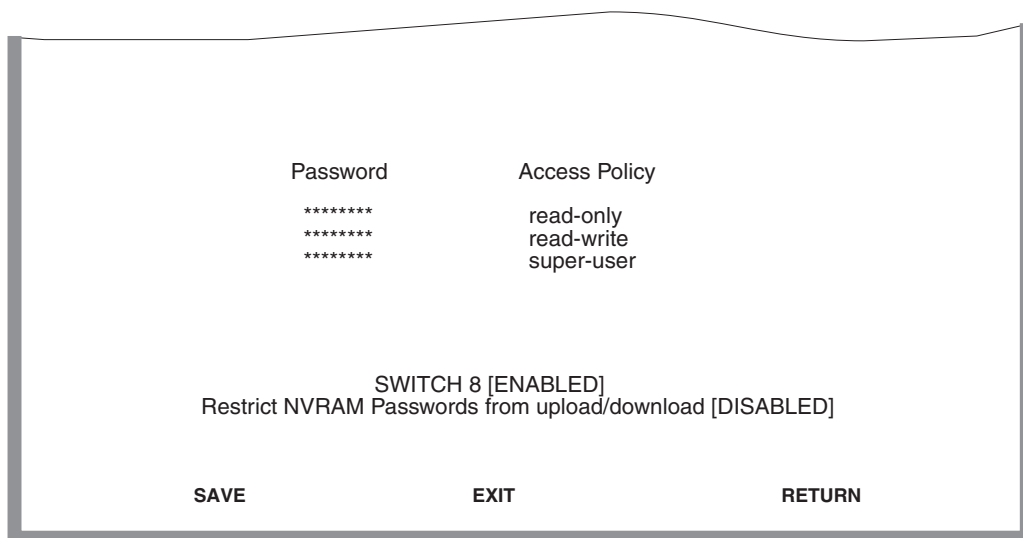 Password Access Policy
******** read-only
******** read-write
******** super-user
SWITCH 8 [ENABLED]
Restrict NVRAM Passwords from upload/download [DISABLED]
SAVE EXIT RETURN